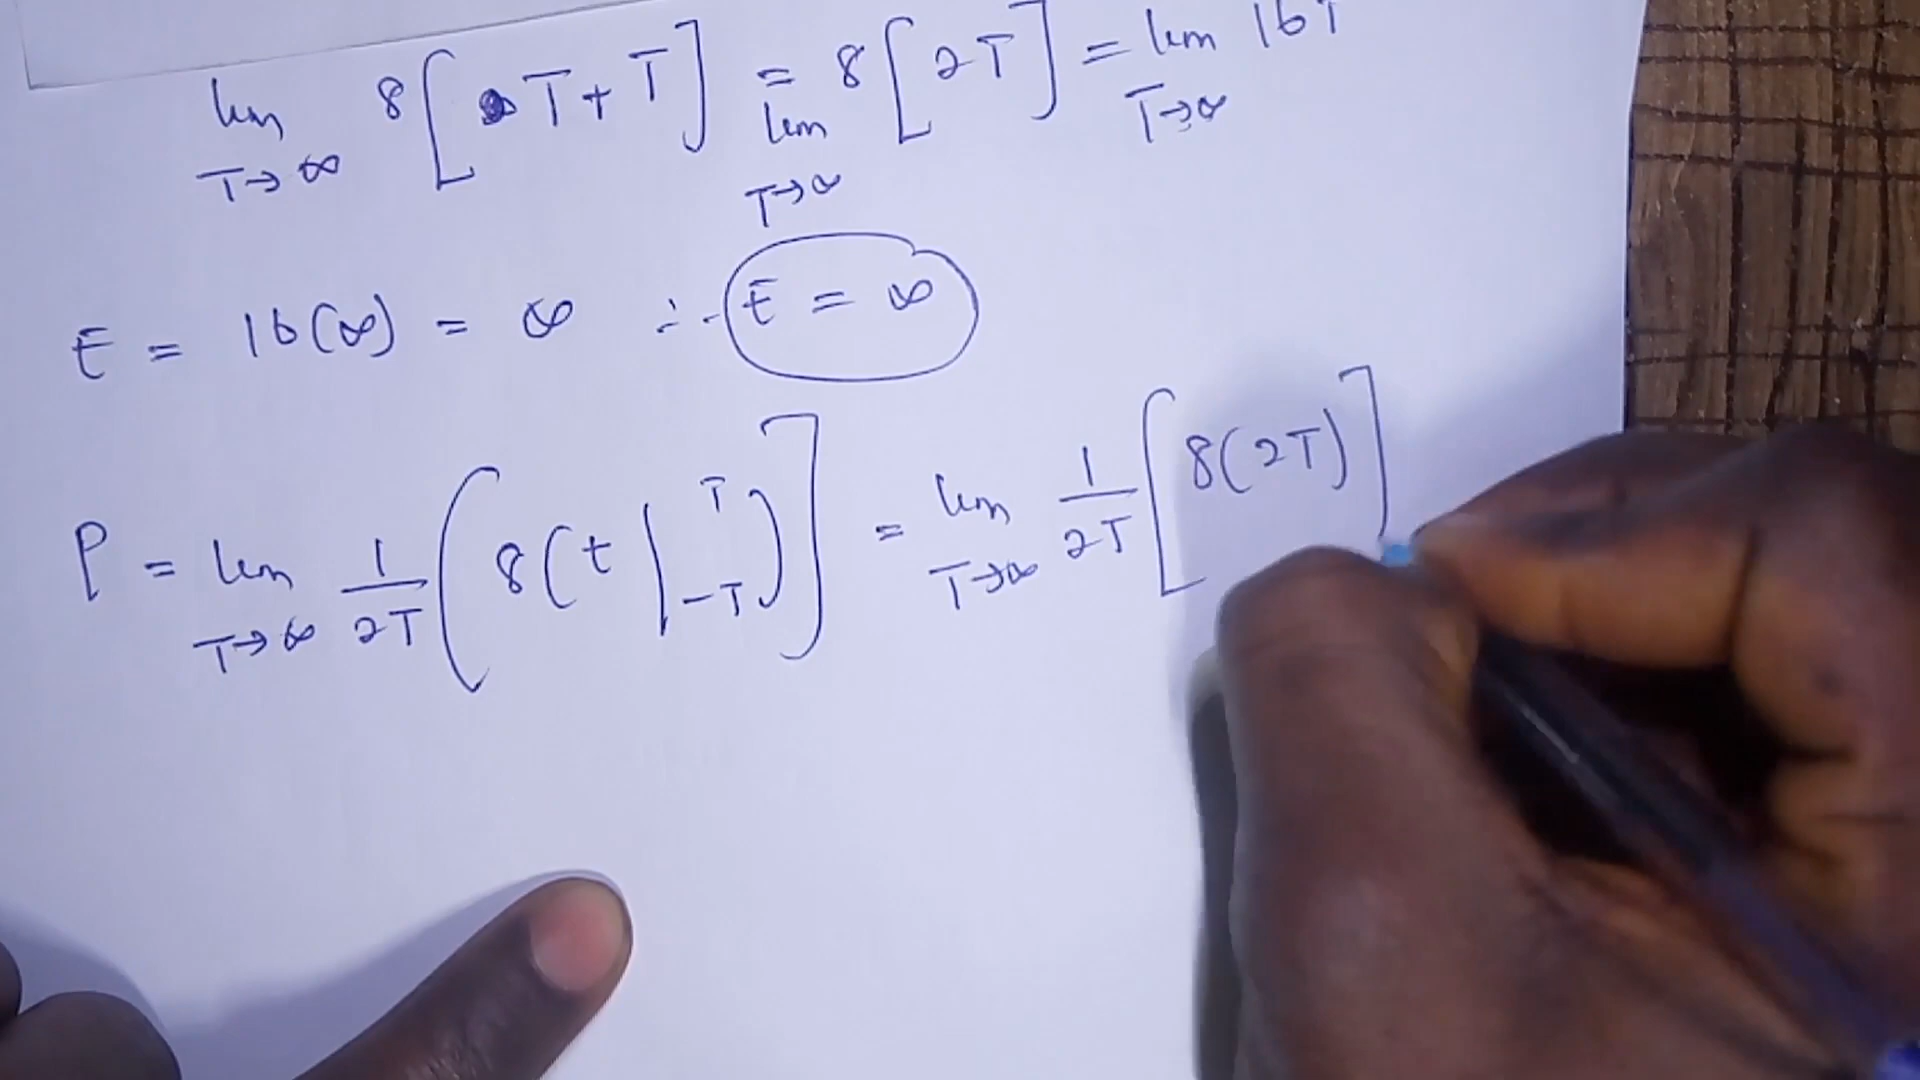 lim T→∞ 8[T+T] = lim T→∞ 8[2T] = lim T→∞ 16T
E = 16(∞) = ∞ ∴ E = ∞
P = lim T→∞ 1/2T (8(t |T -T)] = lim T→∞ 1/2T [8(2T)]